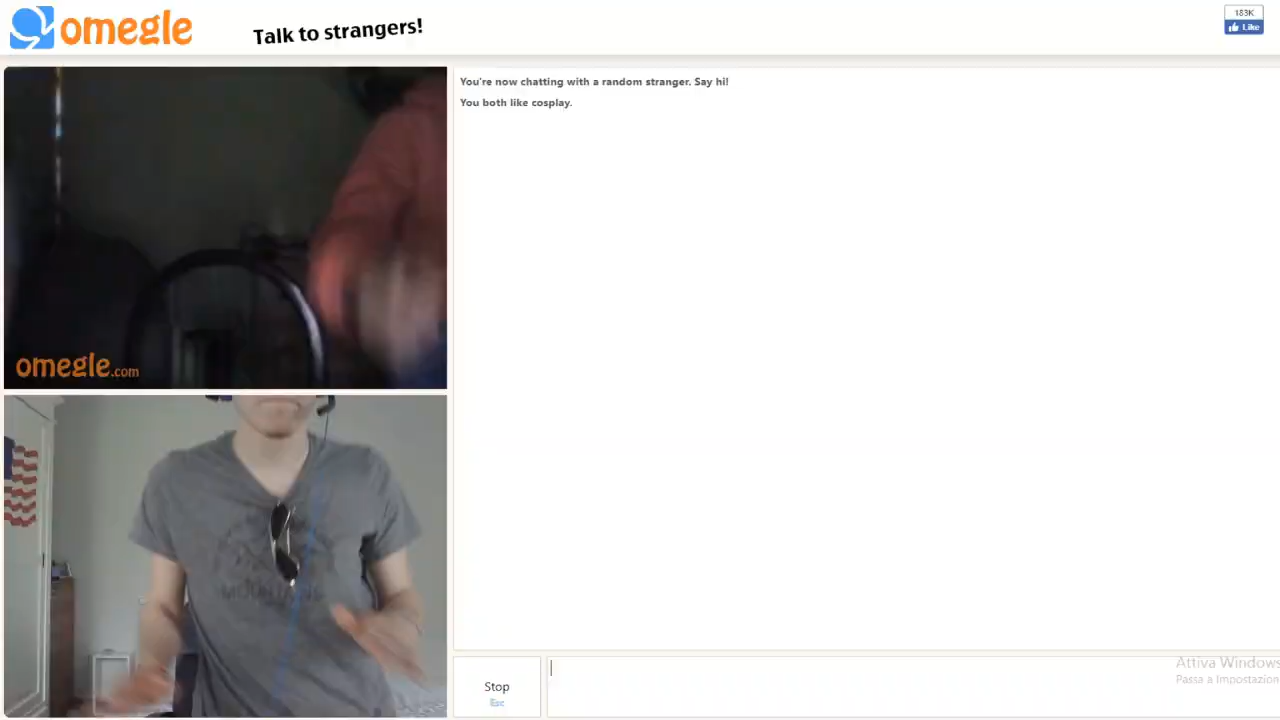 omegle
Talk to strangers!
183K
Like
You're now chatting with a random stranger. Say hi!
You both like cosplay.
omegle.com
Stop
Esc
Attiva Windows
Passa a Impostazion